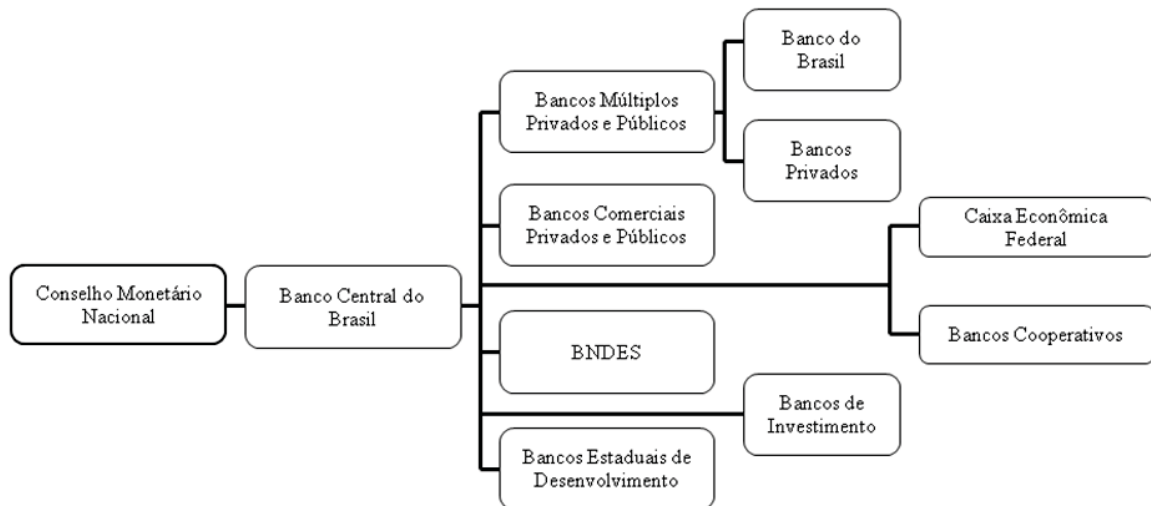 Conselho Monetário
Nacional
Banco Central do
Brasil
Bancos Múltiplos
Privados e Públicos
Banco do
Brasil
Bancos
Privados
Bancos Comerciais
Privados e Públicos
Caixa Econômica
Federal
Bancos Cooperativos
BNDES
Bancos de
Investimento
Bancos Estaduais de
Desenvolvimento